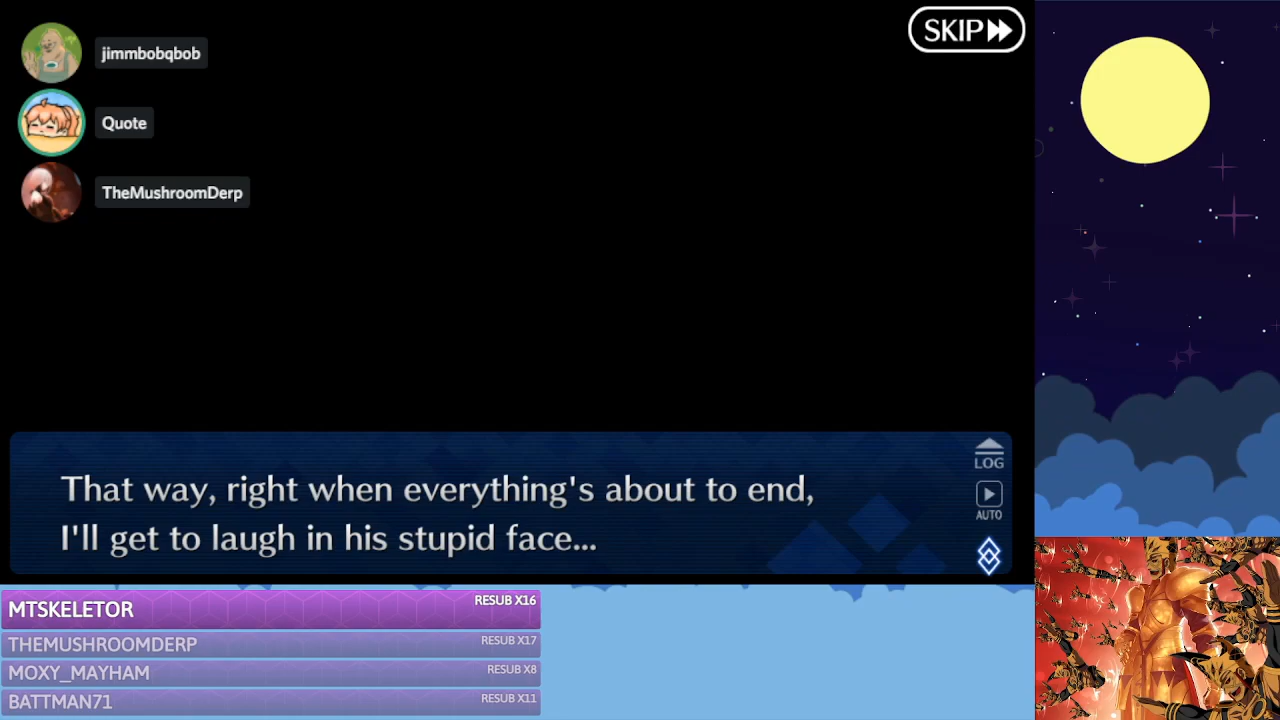 jimmbobqbob
SKIP
Quote
TheMushroomDerp
LOG
That way, right when everything's about to end,
I'll get to laugh in his stupid face...
AUTO
MTSKELETOR RESUB X16
THEMUSHROOMDERP RESUB X17
MOXY_MAYHAM RESUB X8
BATTMAN71 RESUB X11